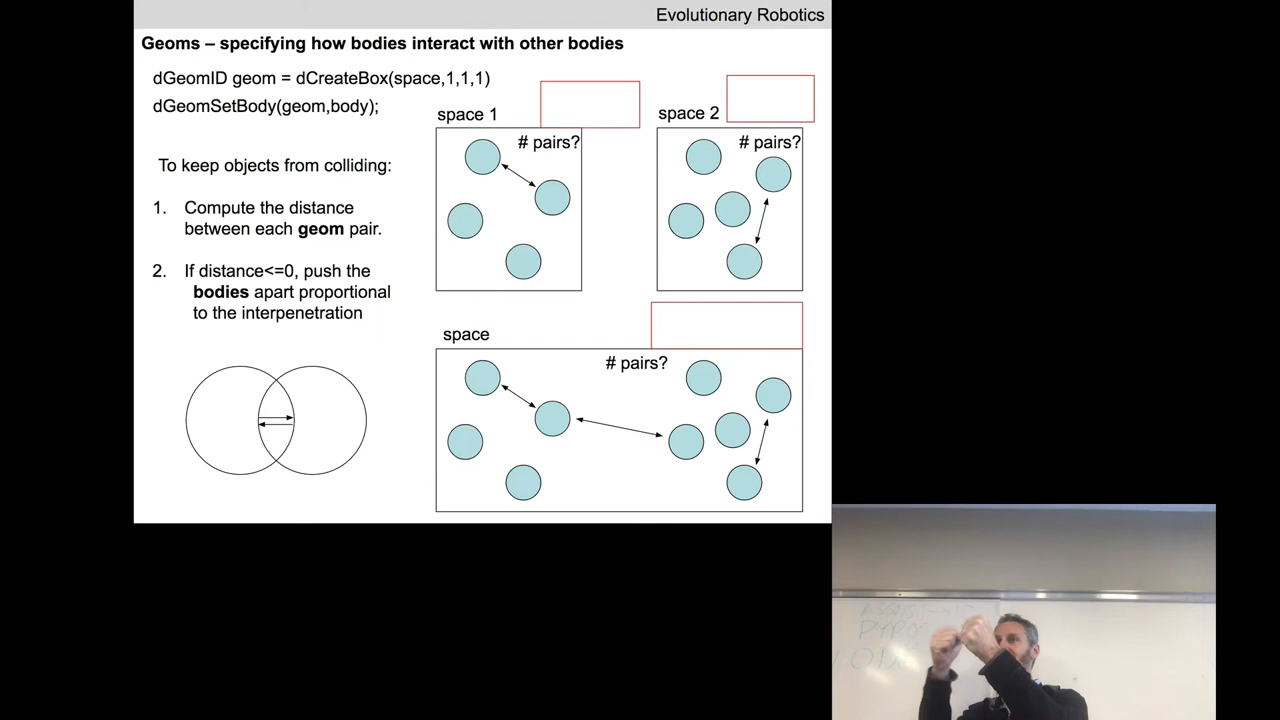 Evolutionary Robotics
Geoms – specifying how bodies interact with other bodies
dGeomID geom = dCreateBox(space,1,1,1)
dGeomSetBody(geom,body);
To keep objects from colliding:
1. Compute the distance
between each geom pair.
2. If distance<=0, push the
bodies apart proportional
to the interpenetration
space 1
# pairs?
space 2
# pairs?
space
# pairs?